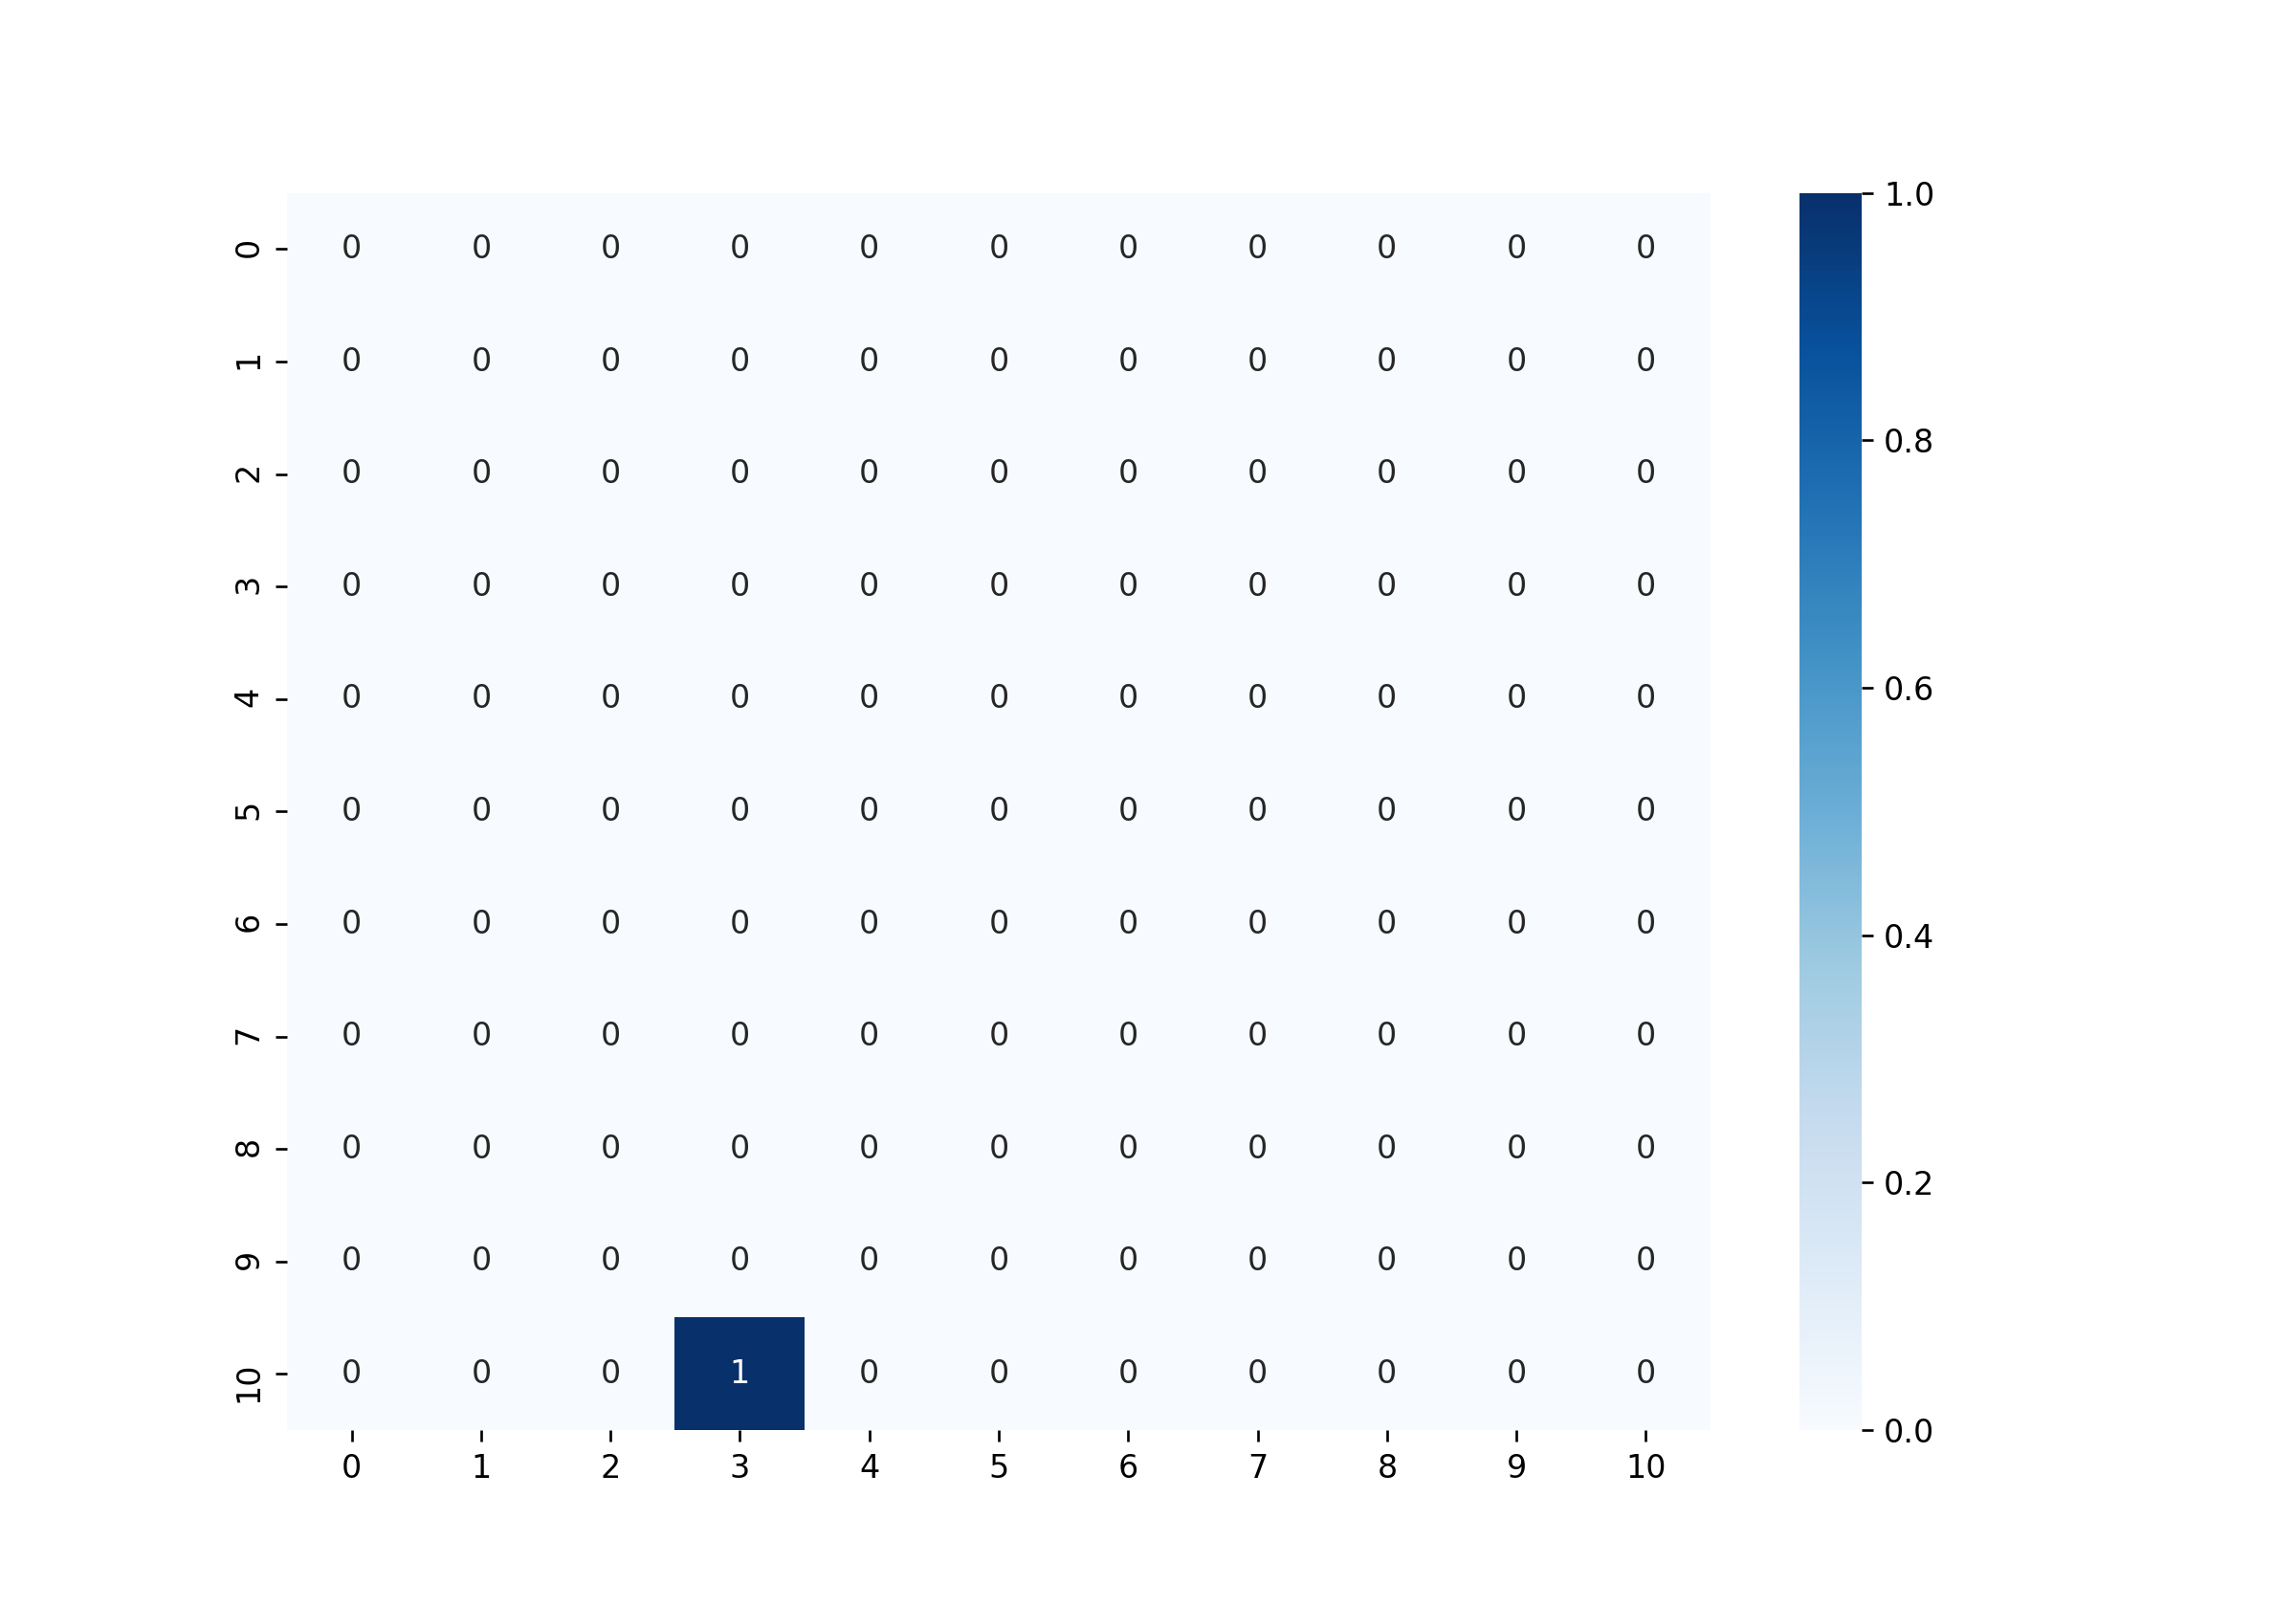 1.0
0 0 0 0 0 0 0 0 0 0 0 0
1 0 0 0 0 0 0 0 0 0 0 0
0.8
2 0 0 0 0 0 0 0 0 0 0 0
3 0 0 0 0 0 0 0 0 0 0 0
0.6
4 0 0 0 0 0 0 0 0 0 0 0
5 0 0 0 0 0 0 0 0 0 0 0
6 0 0 0 0 0 0 0 0 0 0 0
0.4
7 0 0 0 0 0 0 0 0 0 0 0
8 0 0 0 0 0 0 0 0 0 0 0
0.2
9 0 0 0 0 0 0 0 0 0 0 0
10 0 0 0 1 0 0 0 0 0 0 0
0.0
0 1 2 3 4 5 6 7 8 9 10